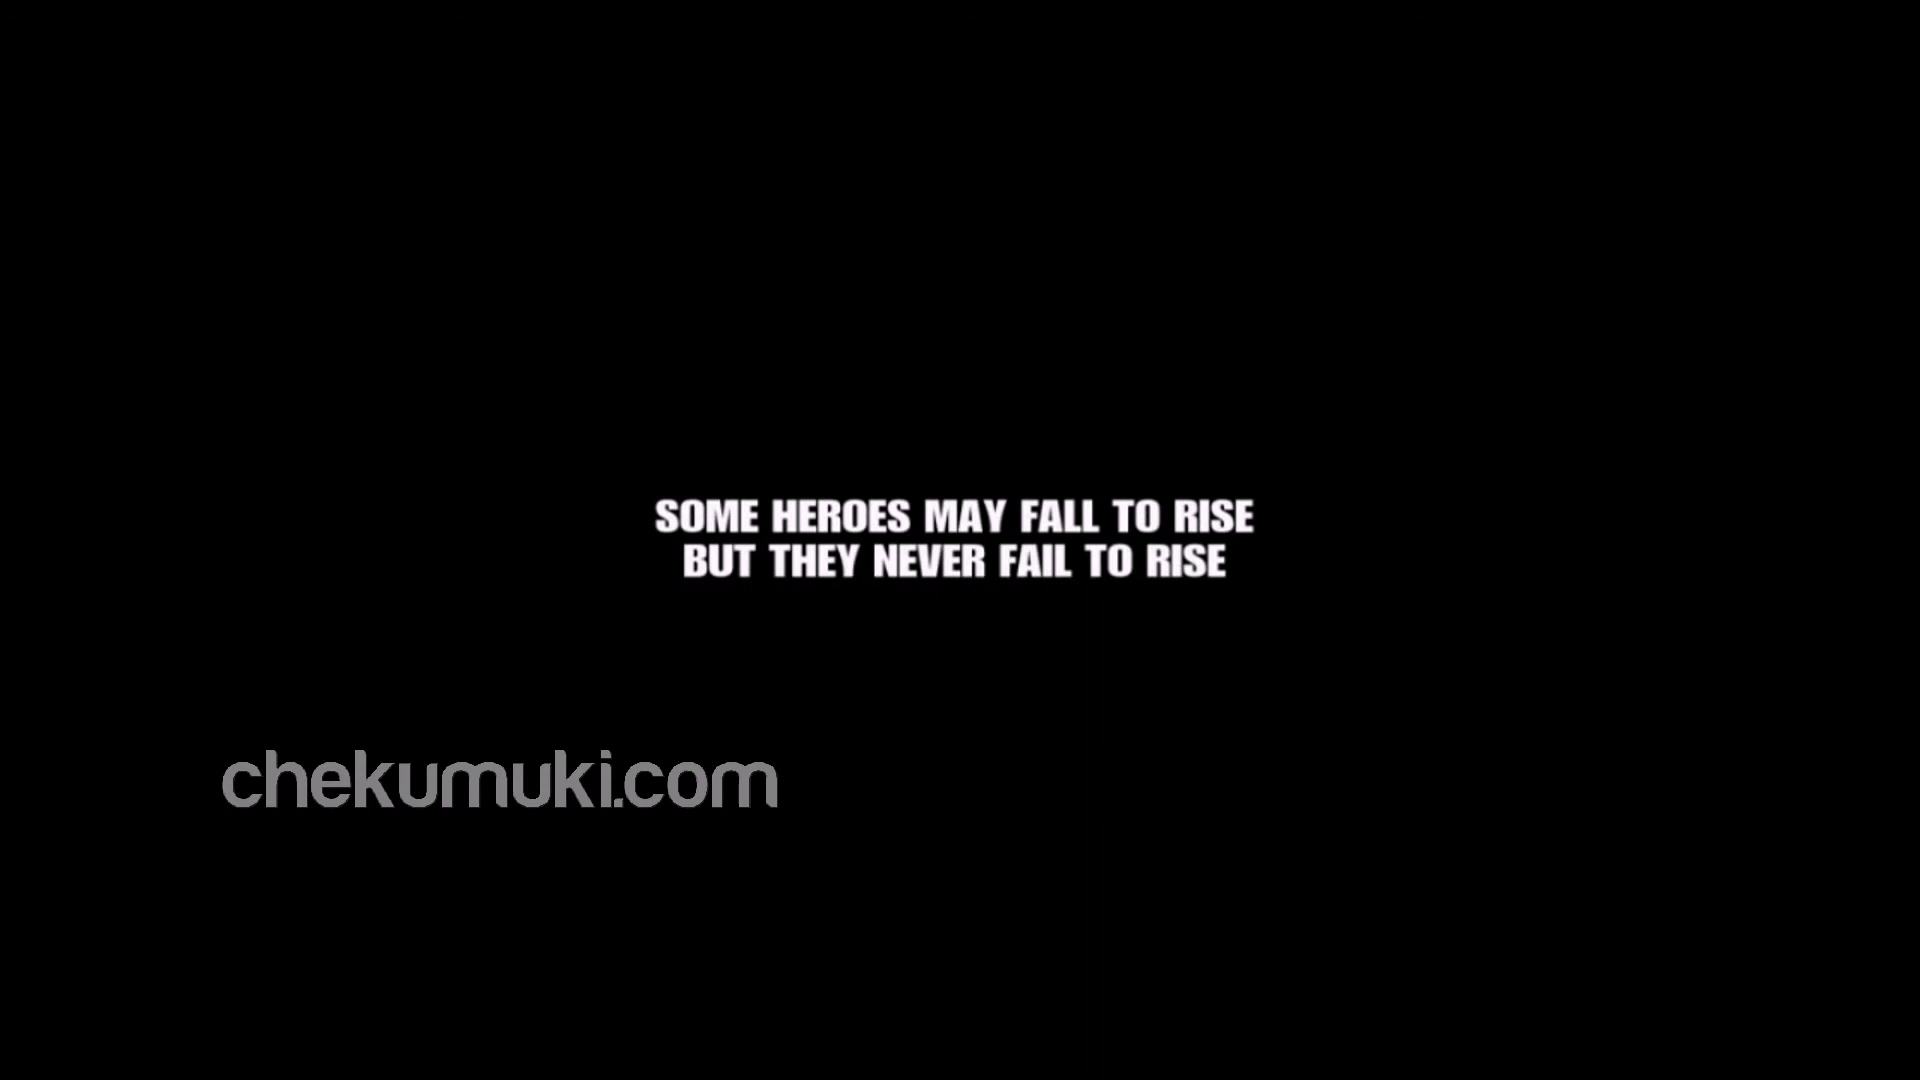 SOME HEROES MAY FALL TO RISE
BUT THEY NEVER FAIL TO RISE
chekumuki.com